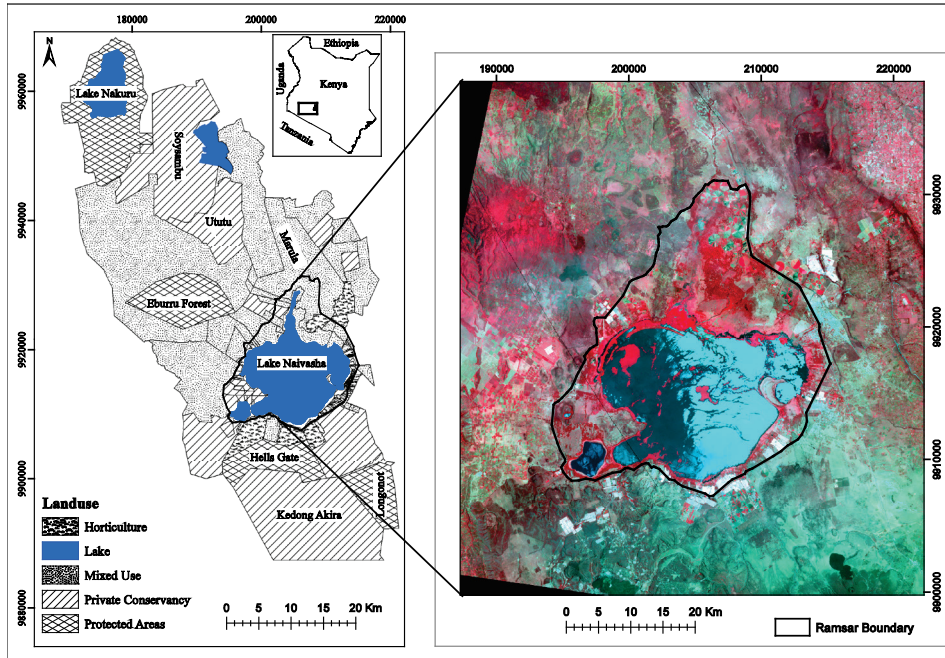 180000
200000
220000
N
Ethiopia
Uganda
Kenya
Tanzania
9960000
9940000
9920000
9900000
9880000
Lake Nakuru
Soysambu
Ututu
Marula
Eburru Forest
Lake Naivasha
Hells Gate
Longonot
Kedong Akira
Landuse
Horticulture
Lake
Mixed Use
Private Conservancy
Protected Areas
0 5 10 15 20 Km
190000
200000
210000
220000
9930000
9920000
9910000
9900000
0 5 10 15 20 Km
Ramsar Boundary